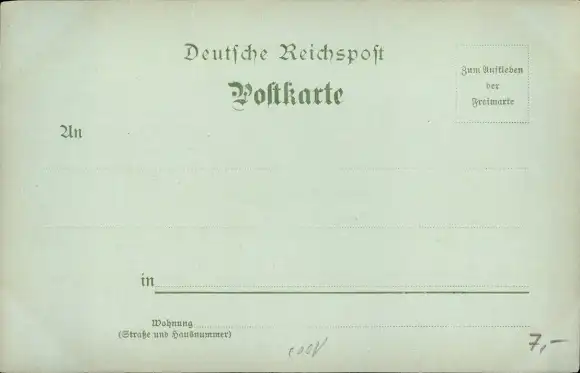 Deutsche Reichspost
Postkarte
Zum Aufkleben
der
Freimarke
An
in
Wohnung
(Straße und Hausnummer)
7,-